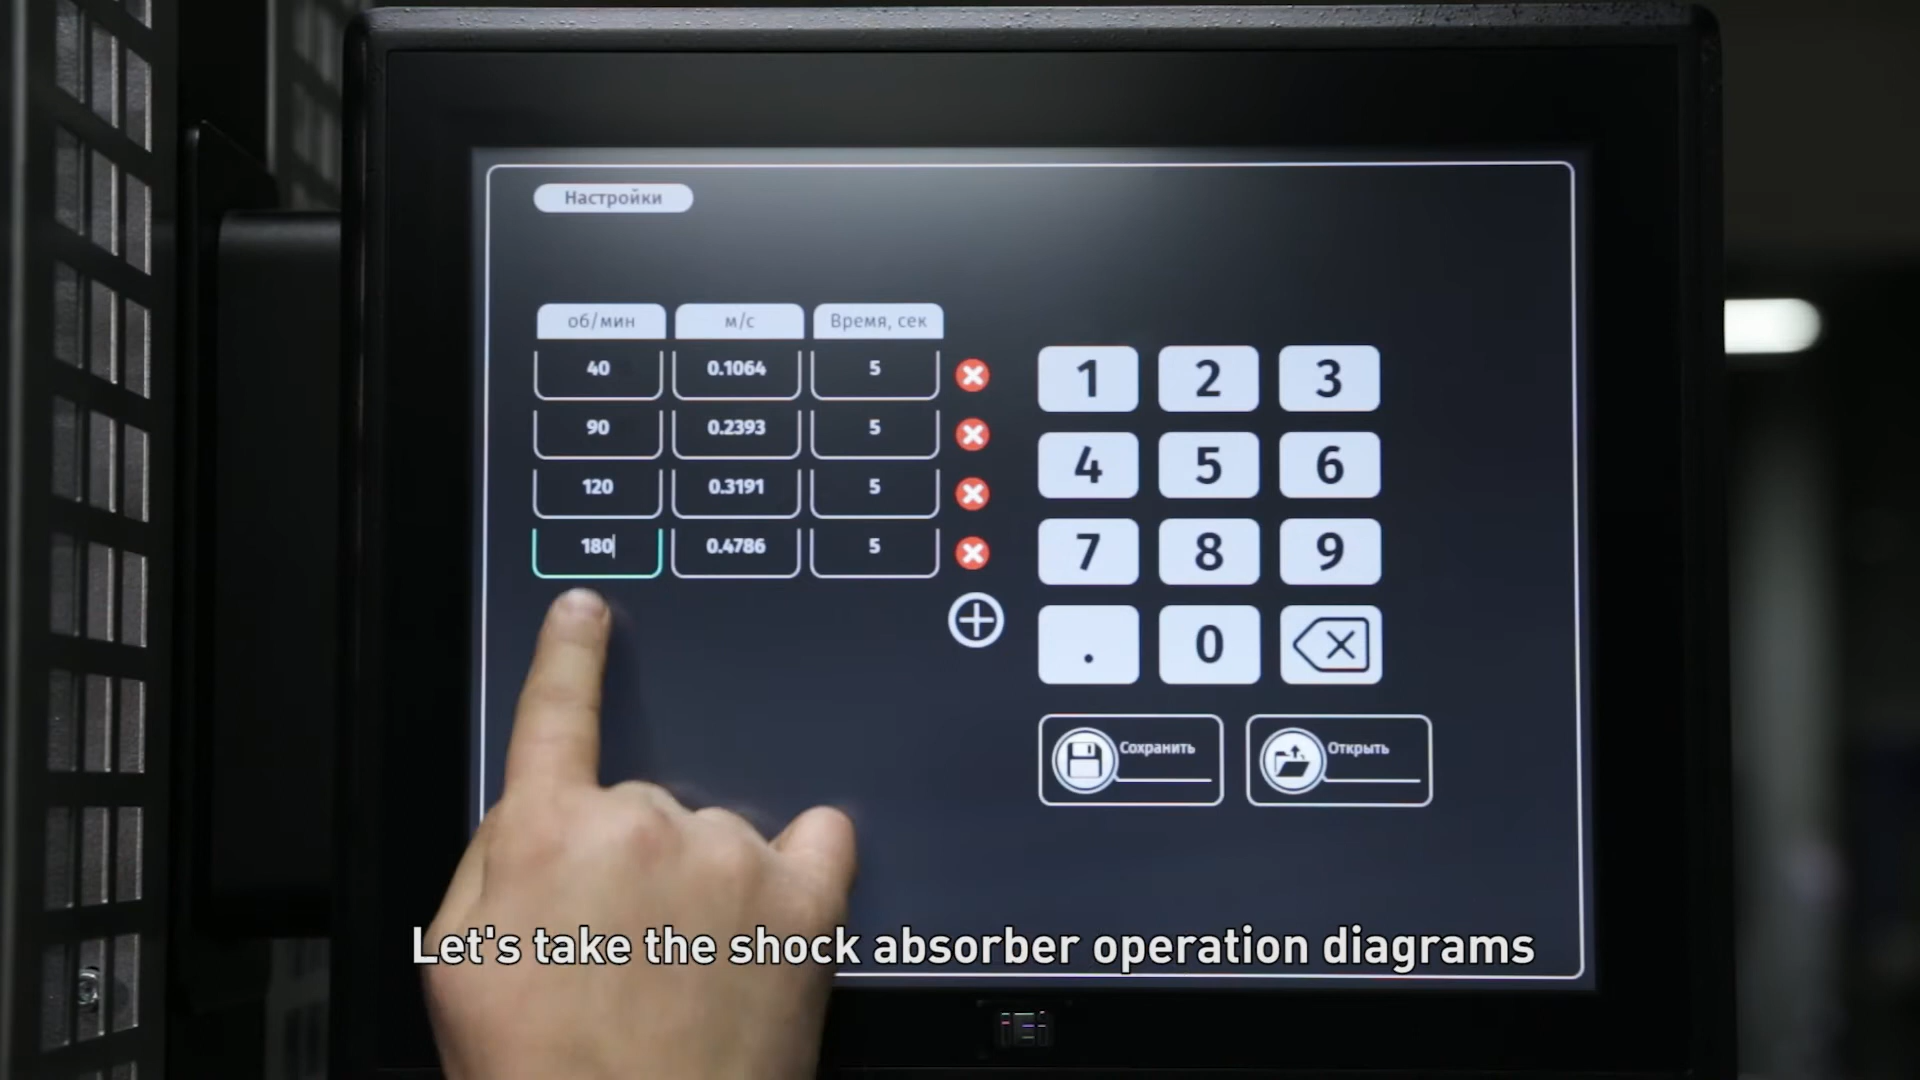 Настройки
об/мин м/с Время, сек
40 0.1064 5
90 0.2393 5
120 0.3191 5
180 0.4786 5
1 2 3
4 5 6
7 8 9
. 0
Сохранить Открыть
Let's take the shock absorber operation diagrams